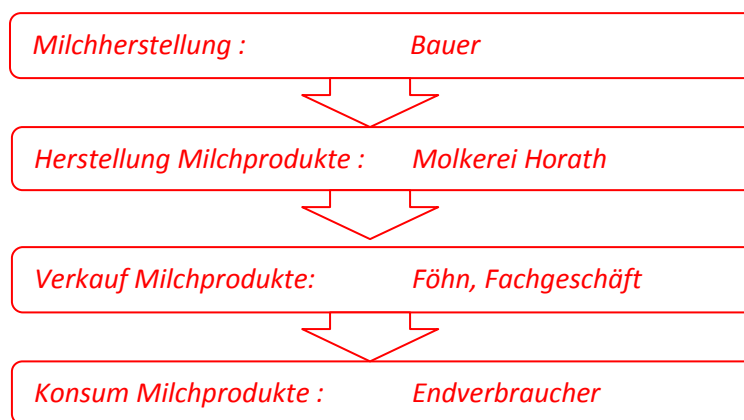 Milchherstellung : Bauer
Herstellung Milchprodukte : Molkerei Horath
Verkauf Milchprodukte: Föhn, Fachgeschäft
Konsum Milchprodukte : Endverbraucher